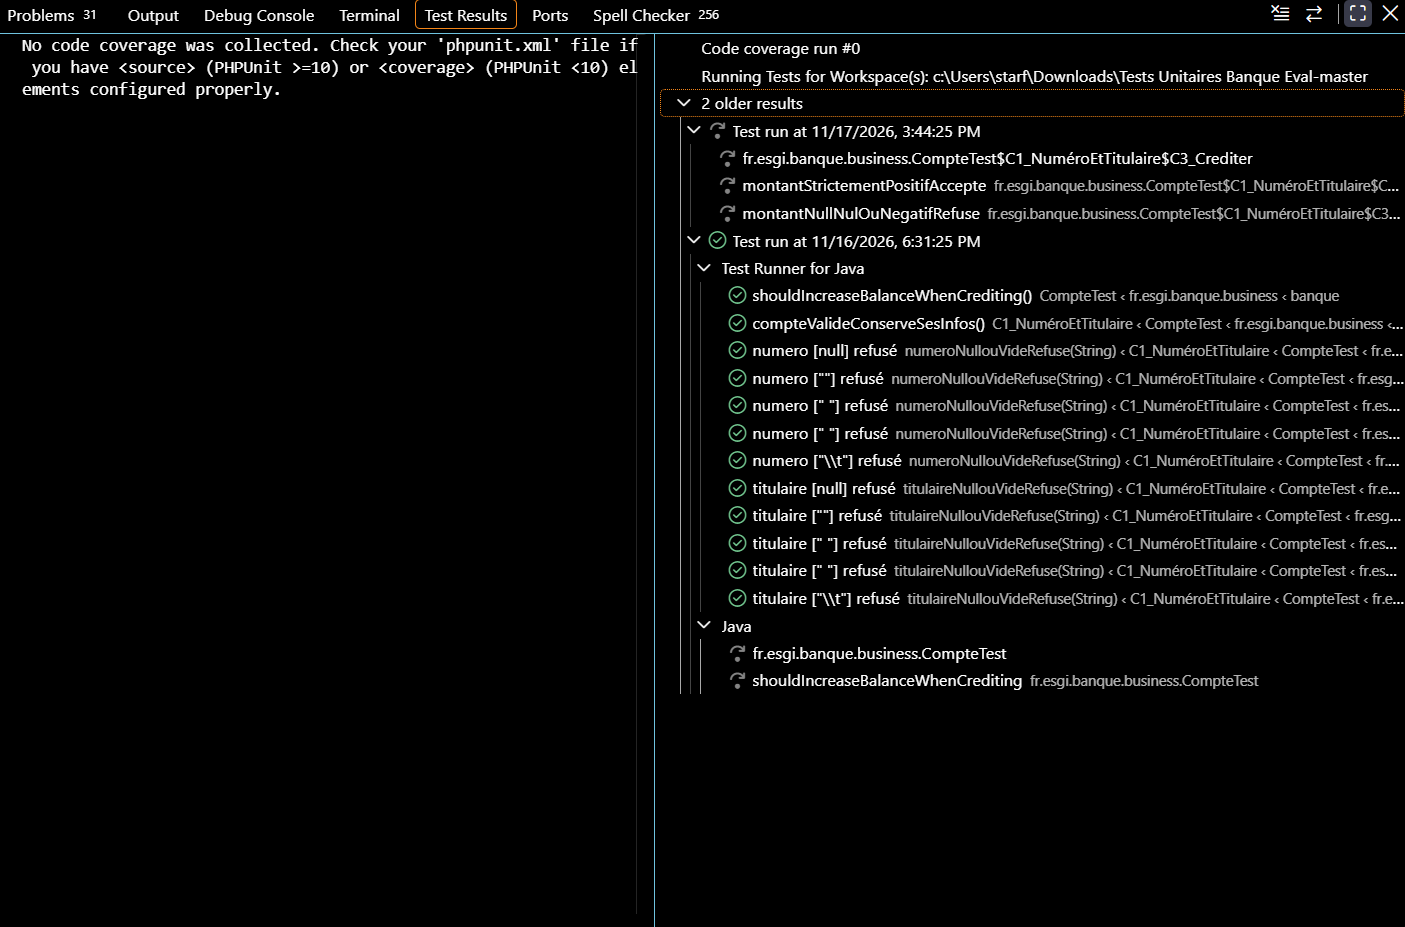 Problems 31 Output Debug Console Terminal Test Results Ports Spell Checker 256
No code coverage was collected. Check your 'phpunit.xml' file if
you have <source> (PHPUnit >=10) or <coverage> (PHPUnit <10) el
ements configured properly.
Code coverage run #0
Running Tests for Workspace(s): c:\Users\starf\Downloads\Tests Unitaires Banque Eval-master
2 older results
Test run at 11/17/2026, 3:44:25 PM
fr.esgi.banque.business.CompteTest$C1_NuméroEtTitulaire$C3_Crediter
montantStrictementPositifAccepte fr.esgi.banque.business.CompteTest$C1_NuméroEtTitulaire$C...
montantNullNulOuNegatifRefuse fr.esgi.banque.business.CompteTest$C1_NuméroEtTitulaire$C3...
Test run at 11/16/2026, 6:31:25 PM
Test Runner for Java
shouldIncreaseBalanceWhenCrediting() CompteTest ‹ fr.esgi.banque.business ‹ banque
compteValideConserveSesInfos() C1_NuméroEtTitulaire ‹ CompteTest ‹ fr.esgi.banque.business ‹...
numero [null] refusé numeroNullouVideRefuse(String) ‹ C1_NuméroEtTitulaire ‹ CompteTest ‹ fr.e...
numero [""] refusé numeroNullouVideRefuse(String) ‹ C1_NuméroEtTitulaire ‹ CompteTest ‹ fr.esg...
numero [" "] refusé numeroNullouVideRefuse(String) ‹ C1_NuméroEtTitulaire ‹ CompteTest ‹ fr.es...
numero [" "] refusé numeroNullouVideRefuse(String) ‹ C1_NuméroEtTitulaire ‹ CompteTest ‹ fr.es...
numero ["\\t"] refusé numeroNullouVideRefuse(String) ‹ C1_NuméroEtTitulaire ‹ CompteTest ‹ fr....
titulaire [null] refusé titulaireNullouVideRefuse(String) ‹ C1_NuméroEtTitulaire ‹ CompteTest ‹ fr.e...
titulaire [""] refusé titulaireNullouVideRefuse(String) ‹ C1_NuméroEtTitulaire ‹ CompteTest ‹ fr.esg...
titulaire [" "] refusé titulaireNullouVideRefuse(String) ‹ C1_NuméroEtTitulaire ‹ CompteTest ‹ fr.es...
titulaire [" "] refusé titulaireNullouVideRefuse(String) ‹ C1_NuméroEtTitulaire ‹ CompteTest ‹ fr.es...
titulaire ["\\t"] refusé titulaireNullouVideRefuse(String) ‹ C1_NuméroEtTitulaire ‹ CompteTest ‹ fr.e...
Java
fr.esgi.banque.business.CompteTest
shouldIncreaseBalanceWhenCrediting fr.esgi.banque.business.CompteTest